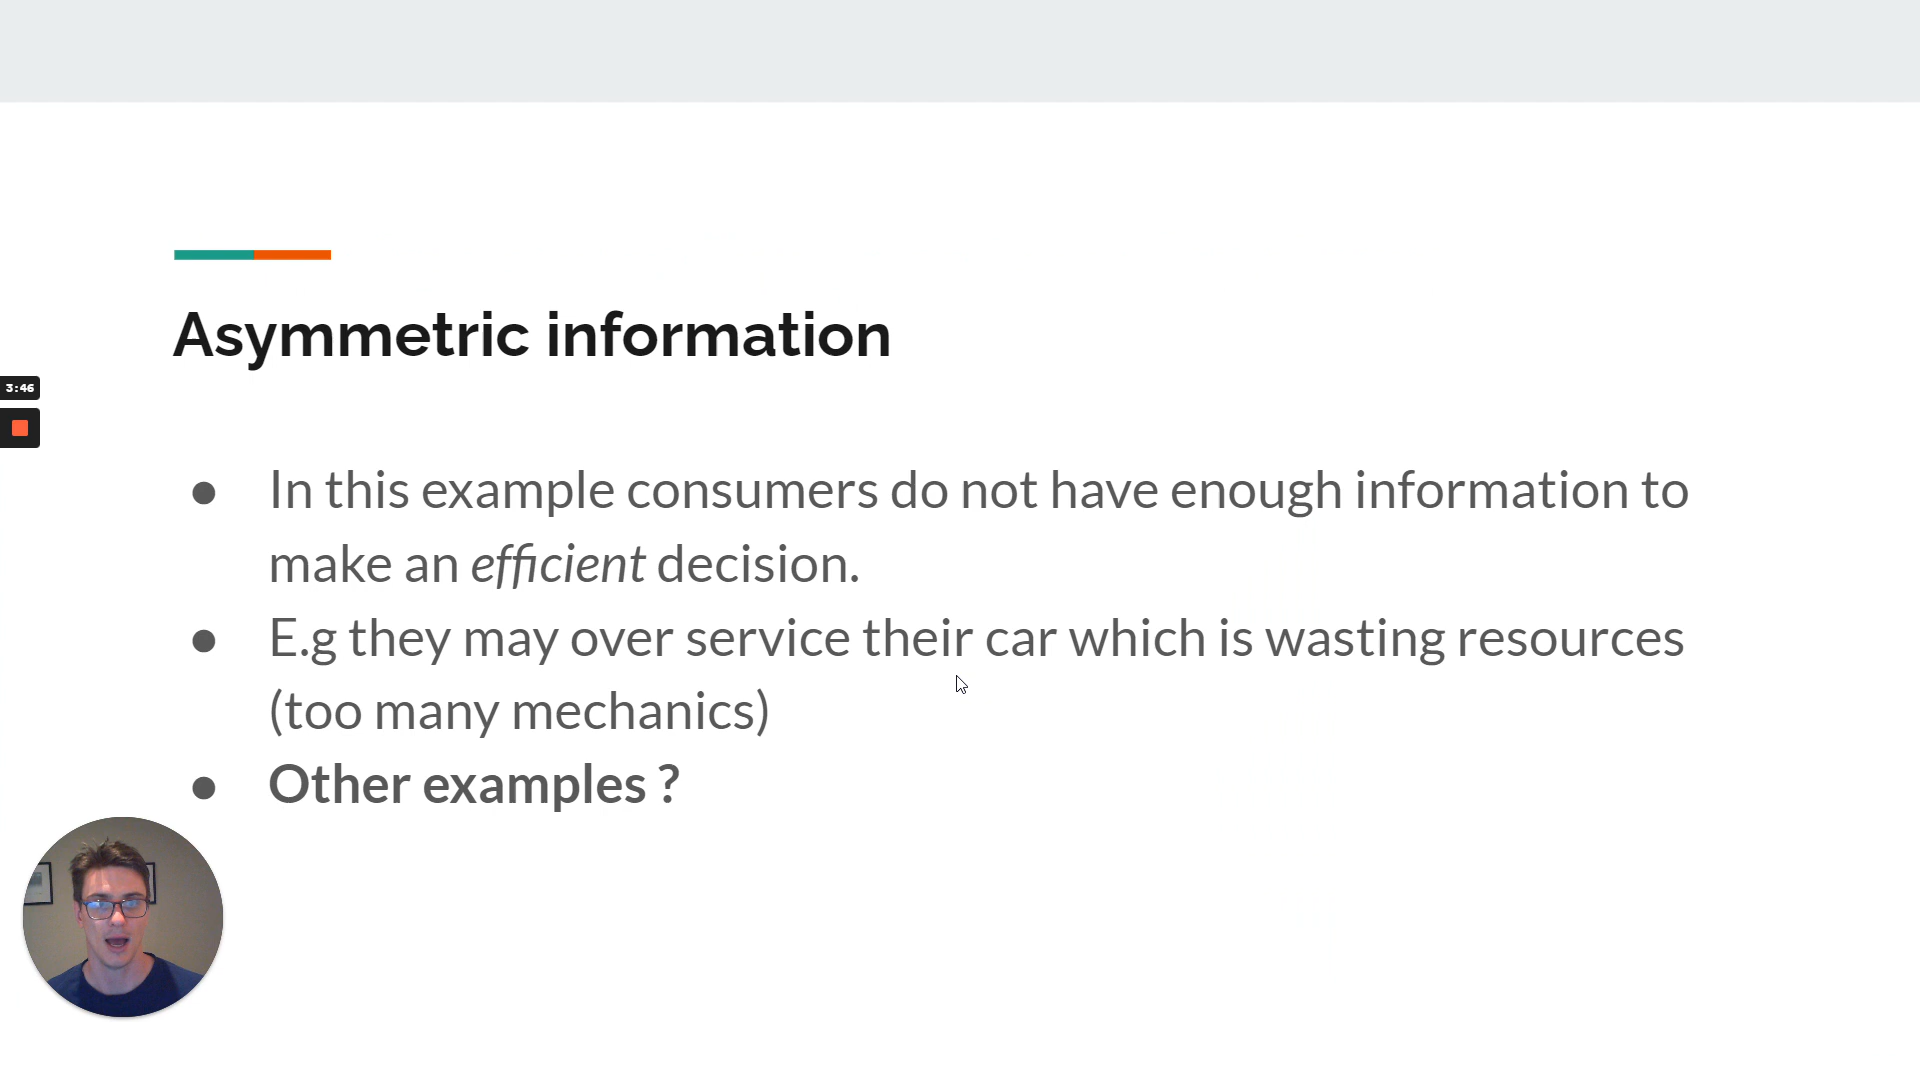 Asymmetric information
3:46
● In this example consumers do not have enough information to
make an efficient decision.
● E.g they may over service their car which is wasting resources
(too many mechanics)
● Other examples ?